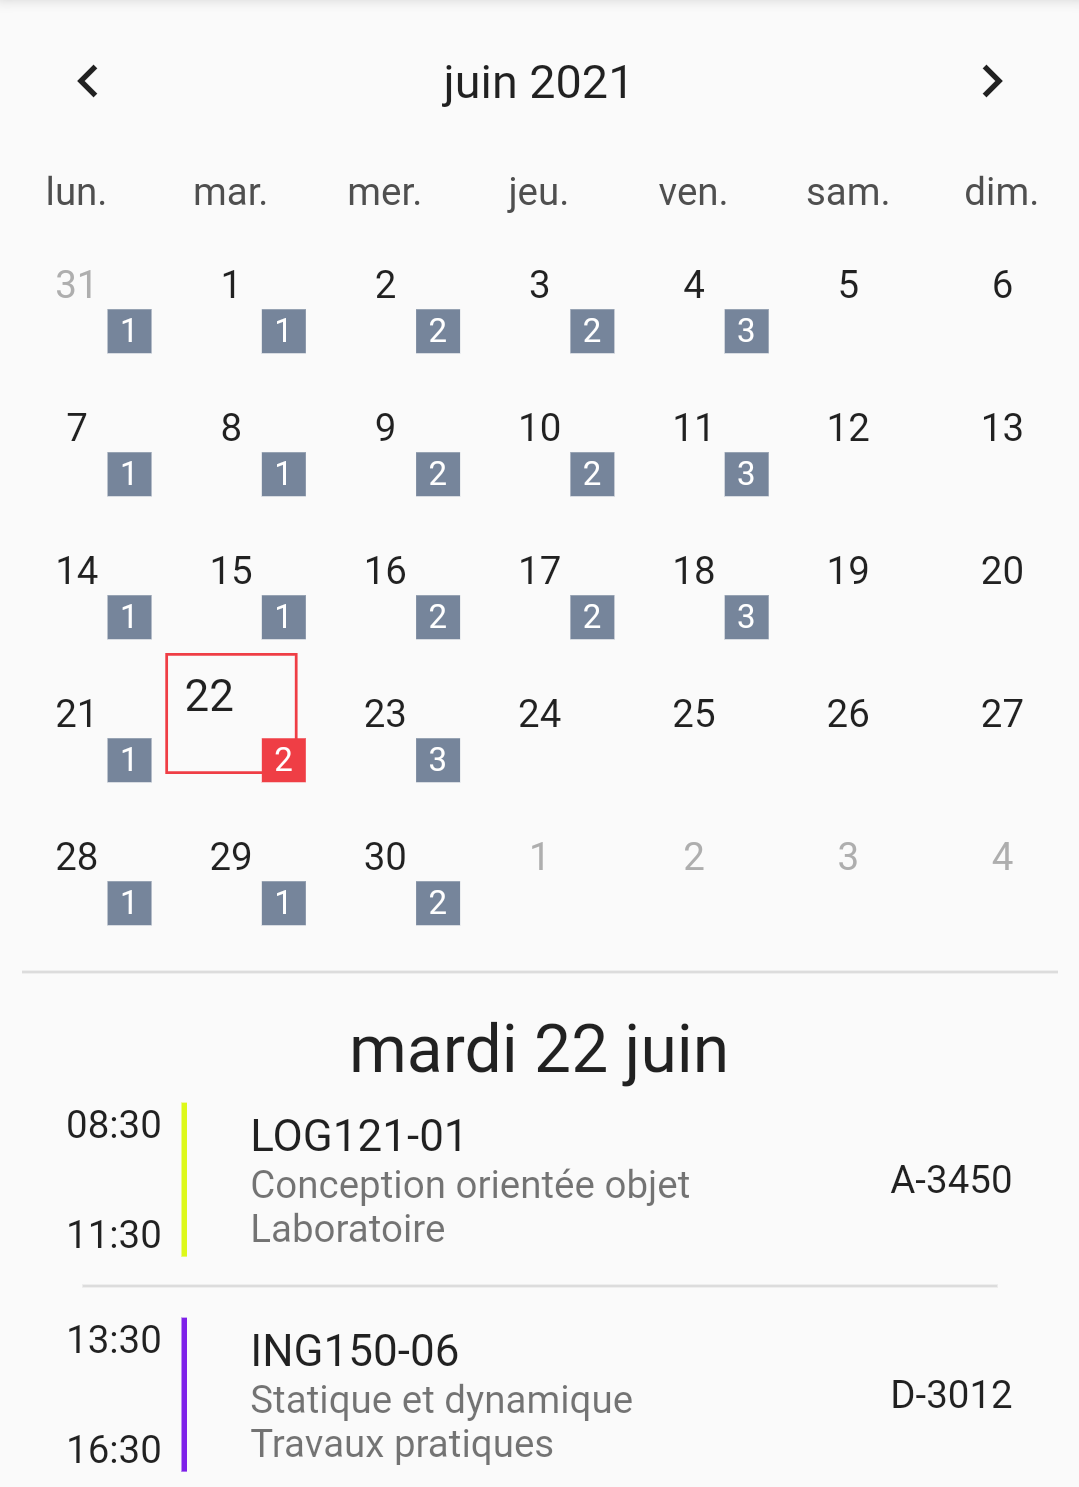 juin 2021
lun. mar. mer. jeu. ven. sam. dim.
31 1 2 3 4 5 6
1 1 2 2 3
7 8 9 10 11 12 13
1 1 2 2 3
14 15 16 17 18 19 20
1 1 2 2 3
21 22 23 24 25 26 27
1 2 3
28 29 30 1 2 3 4
1 1 2
mardi 22 juin
08:30
LOG121-01
Conception orientée objet
A-3450
11:30
Laboratoire
13:30
ING150-06
Statique et dynamique
D-3012
16:30
Travaux pratiques